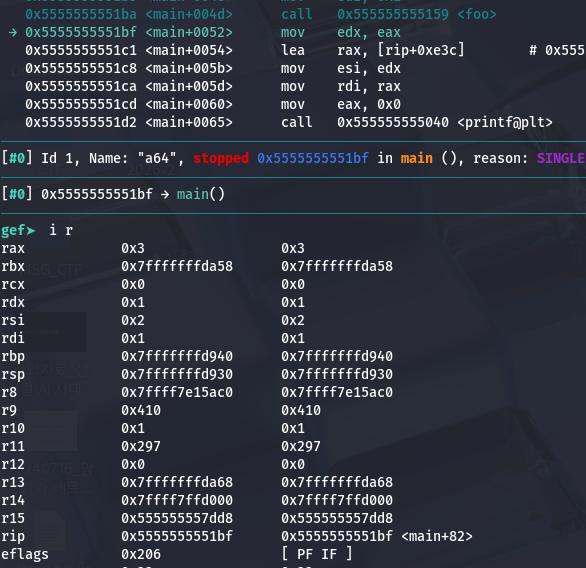 0x5555555551ba <main+004d> call 0x555555555159 <foo>
→ 0x5555555551bf <main+0052> mov edx, eax
0x5555555551c1 <main+0054> lea rax, [rip+0xe3c] # 0x555
0x5555555551c8 <main+005b> mov esi, edx
0x5555555551ca <main+005d> mov rdi, rax
0x5555555551cd <main+0060> mov eax, 0x0
0x5555555551d2 <main+0065> call 0x555555555040 <printf@plt>
[#0] Id 1, Name: "a64", stopped 0x5555555551bf in main (), reason: SINGLE
[#0] 0x5555555551bf → main()
gef➤ i r
rax 0x3 0x3
rbx 0x7fffffffda58 0x7fffffffda58
rcx 0x0 0x0
rdx 0x1 0x1
rsi 0x2 0x2
rdi 0x1 0x1
rbp 0x7fffffffd940 0x7fffffffd940
rsp 0x7fffffffd930 0x7fffffffd930
r8 0x7ffff7e15ac0 0x7ffff7e15ac0
r9 0x410 0x410
r10 0x1 0x1
r11 0x297 0x297
r12 0x0 0x0
r13 0x7fffffffda68 0x7fffffffda68
r14 0x7ffff7ffd000 0x7ffff7ffd000
r15 0x555555557dd8 0x555555557dd8
rip 0x5555555551bf 0x5555555551bf <main+82>
eflags 0x206 [ PF IF ]